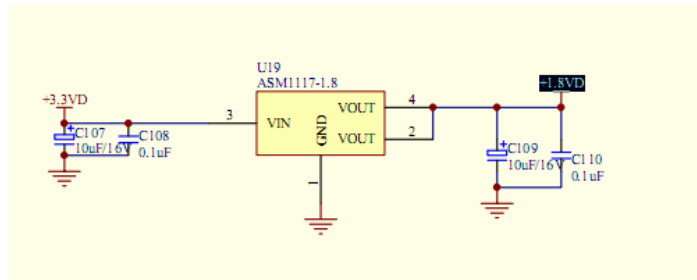 U19
ASM1117-1.8
+3.3VD
+1.8VD
3
VIN
GND
VOUT
4
VOUT
2
1
+
C107
10uF/16V
C108
0.1uF
+
C109
10uF/16V
C110
0.1uF